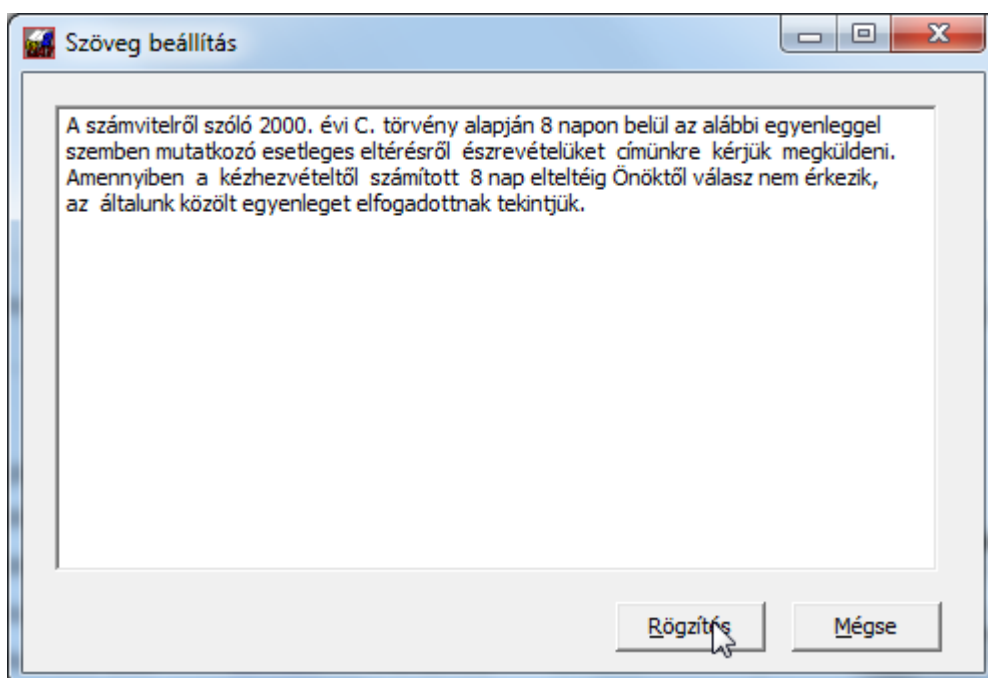 Szöveg beállítás
A számvitelről szóló 2000. évi C. törvény alapján 8 napon belül az alábbi egyenleggel
szemben mutatkozó esetleges eltérésről észrevételüket címünkre kérjük megküldeni.
Amennyiben a kézhezvételtől számított 8 nap elteltéig Önöktől válasz nem érkezik,
az általunk közölt egyenleget elfogadottnak tekintjük.
Rögzítés Mégse